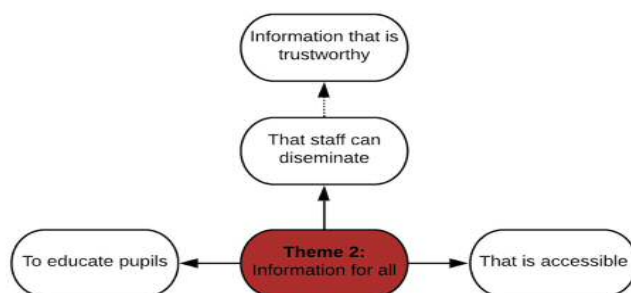 Information that is
trustworthy
That staff can
diseminate
To educate pupils
Theme 2:
Information for all
That is accessible